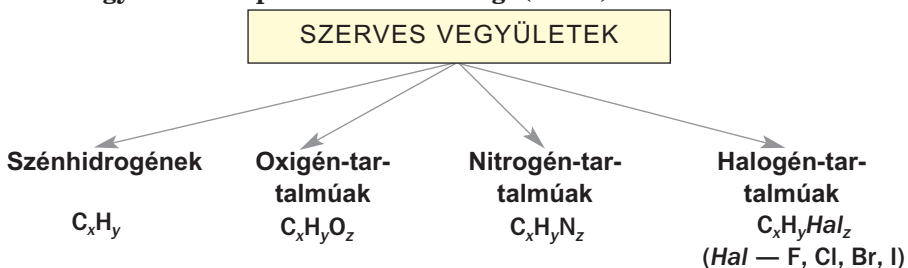 SZERVES VEGYÜLETEK
Szénhidrogének
CxHy
Oxigén-tar-
talmúak
CxHyOz
Nitrogén-tar-
talmúak
CxHyNz
Halogén-tar-
talmúak
CxHyHalz
(Hal — F, Cl, Br, I)